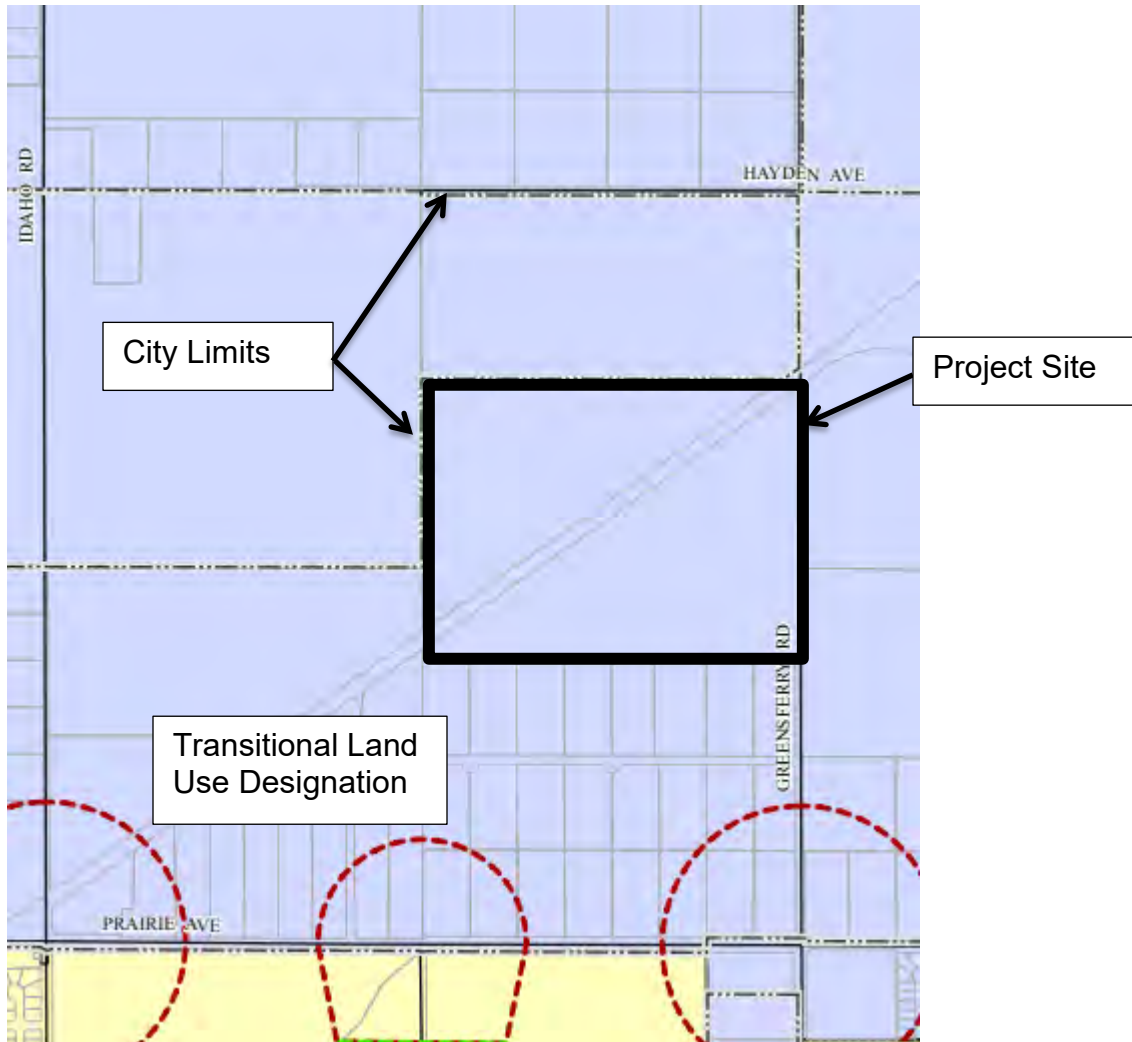 HAYDEN AVE
IDAHO RD
City Limits
Project Site
GREENSFERRY RD
Transitional Land
Use Designation
PRAIRIE AVE